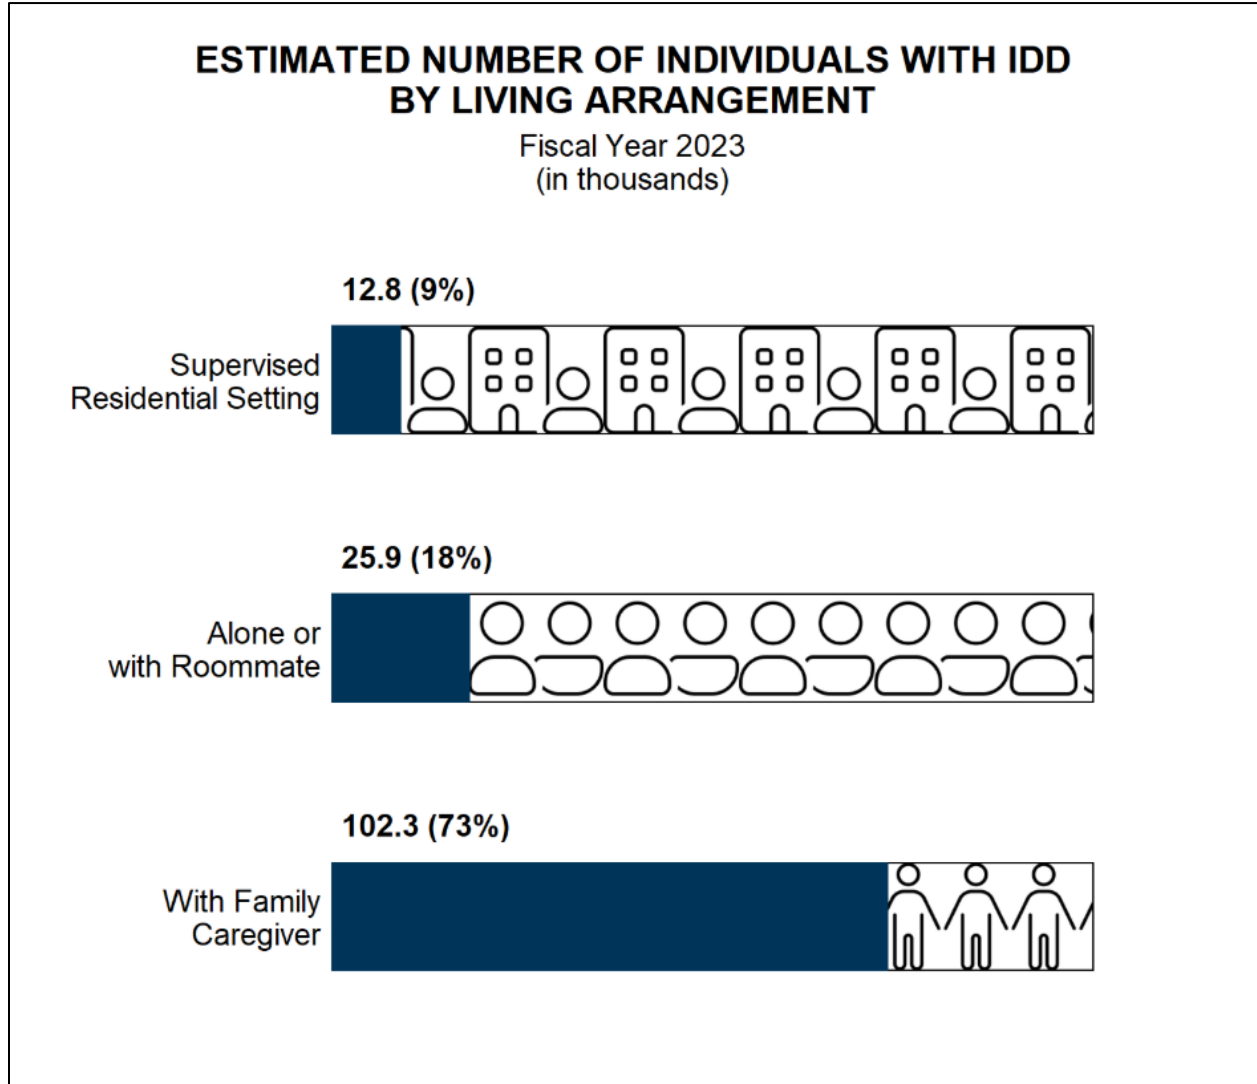 ESTIMATED NUMBER OF INDIVIDUALS WITH IDD
BY LIVING ARRANGEMENT
Fiscal Year 2023
(in thousands)
12.8 (9%)
Supervised
Residential Setting
25.9 (18%)
Alone or
with Roommate
102.3 (73%)
With Family
Caregiver